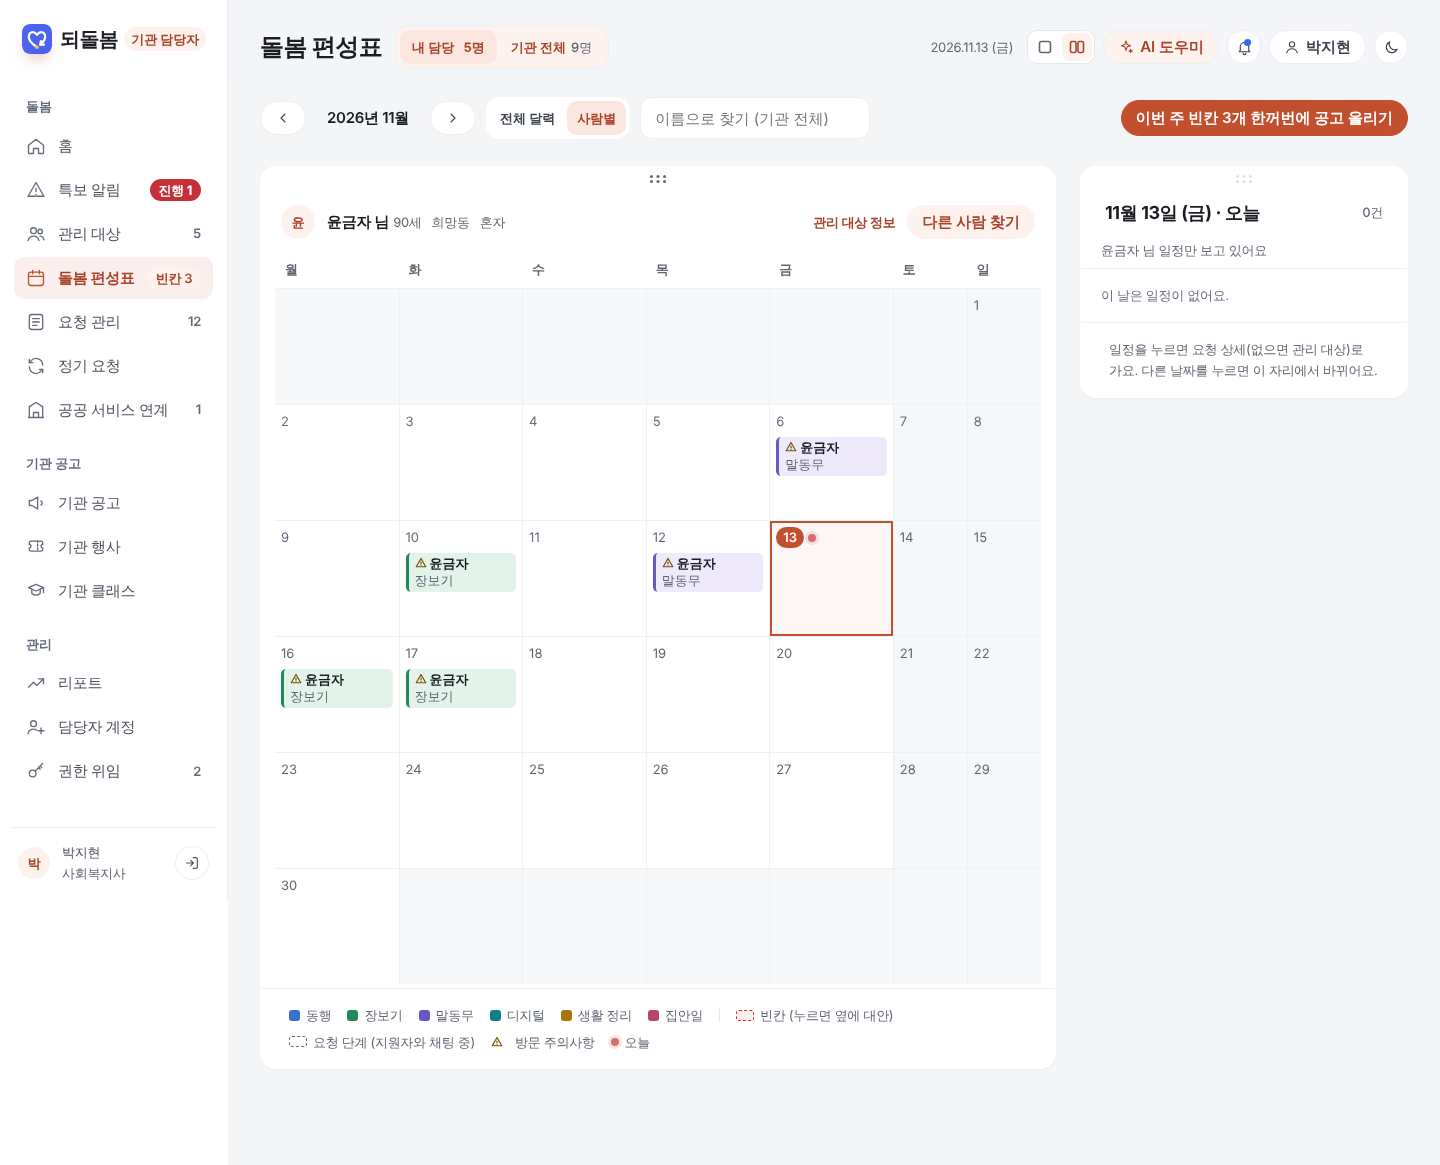 되돌봄 기관 담당자
돌봄
홈
특보 알림 진행 1
관리 대상 5
돌봄 편성표 빈칸 3
요청 관리 12
정기 요청
공공 서비스 연계 1
기관 공고
기관 공고
기관 행사
기관 클래스
관리
리포트
담당자 계정
권한 위임 2
박 박지현
사회복지사
돌봄 편성표 내 담당 5명 기관 전체 9명
2026.11.13 (금) AI 도우미 박지현
2026년 11월 전체 달력 사람별 이름으로 찾기 (기관 전체) 이번 주 빈칸 3개 한꺼번에 공고 올리기
윤 윤금자 님 90세 희망동 혼자 관리 대상 정보 다른 사람 찾기
월 화 수 목 금 토 일
1
2 3 4 5 6 7 8
윤금자
말동무
9 10 11 12 13 14 15
윤금자 윤금자
장보기 말동무
16 17 18 19 20 21 22
윤금자 윤금자
장보기 장보기
23 24 25 26 27 28 29
30
동행 장보기 말동무 디지털 생활 정리 집안일 빈칸 (누르면 옆에 대안)
요청 단계 (지원자와 채팅 중) 방문 주의사항 오늘
11월 13일 (금) · 오늘 0건
윤금자 님 일정만 보고 있어요
이 날은 일정이 없어요.
일정을 누르면 요청 상세(없으면 관리 대상)로
가요. 다른 날짜를 누르면 이 자리에서 바뀌어요.